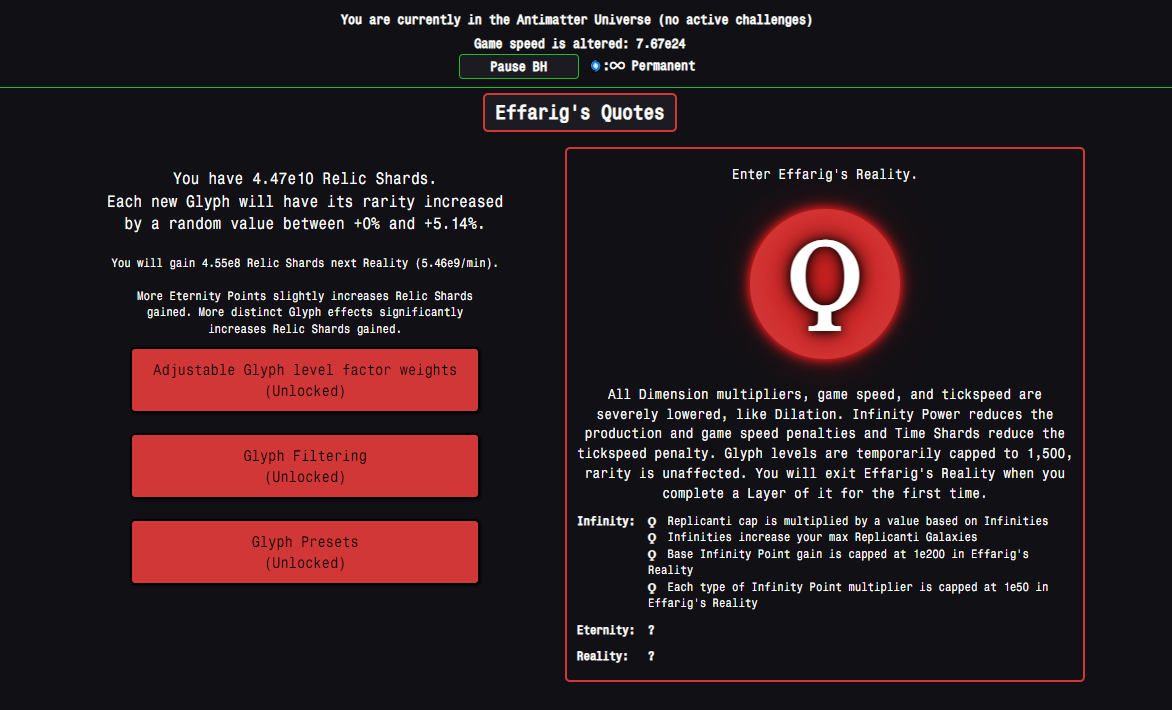 You are currently in the Antimatter Universe (no active challenges)
Game speed is altered: 7.67e24
Pause BH
:∞ Permanent
Effarig's Quotes
You have 4.47e10 Relic Shards.
Each new Glyph will have its rarity increased
by a random value between +0% and +5.14%.
You will gain 4.55e8 Relic Shards next Reality (5.46e9/min).
More Eternity Points slightly increases Relic Shards
gained. More distinct Glyph effects significantly
increases Relic Shards gained.
Adjustable Glyph level factor weights
(Unlocked)
Glyph Filtering
(Unlocked)
Glyph Presets
(Unlocked)
Enter Effarig's Reality.
Ϙ
All Dimension multipliers, game speed, and tickspeed are
severely lowered, like Dilation. Infinity Power reduces the
production and game speed penalties and Time Shards reduce the
tickspeed penalty. Glyph levels are temporarily capped to 1,500,
rarity is unaffected. You will exit Effarig's Reality when you
complete a Layer of it for the first time.
Infinity: Ϙ Replicanti cap is multiplied by a value based on Infinities
Ϙ Infinities increase your max Replicanti Galaxies
Ϙ Base Infinity Point gain is capped at 1e200 in Effarig's
Reality
Ϙ Each type of Infinity Point multiplier is capped at 1e50 in
Effarig's Reality
Eternity: ?
Reality: ?